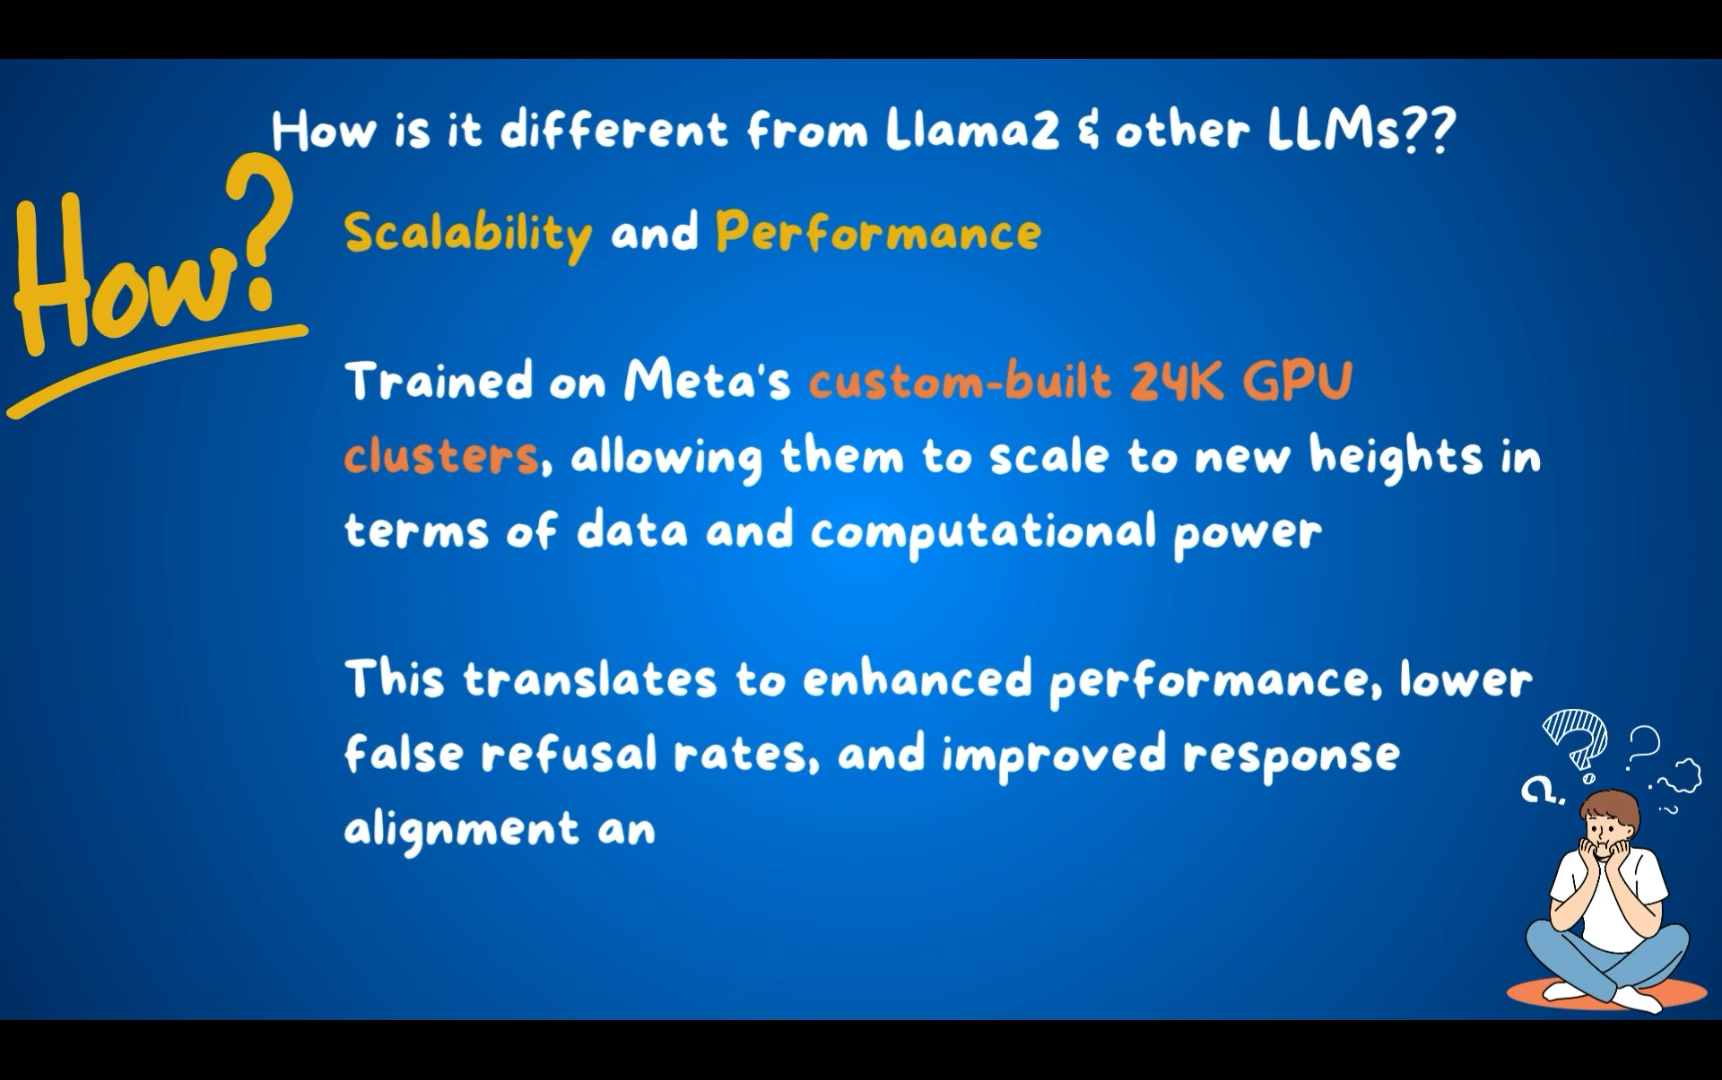 How is it different from Llama2 & other LLMs??
How?
Scalability and Performance
Trained on Meta's custom-built 24K GPU
clusters, allowing them to scale to new heights in
terms of data and computational power
This translates to enhanced performance, lower
false refusal rates, and improved response
alignment an